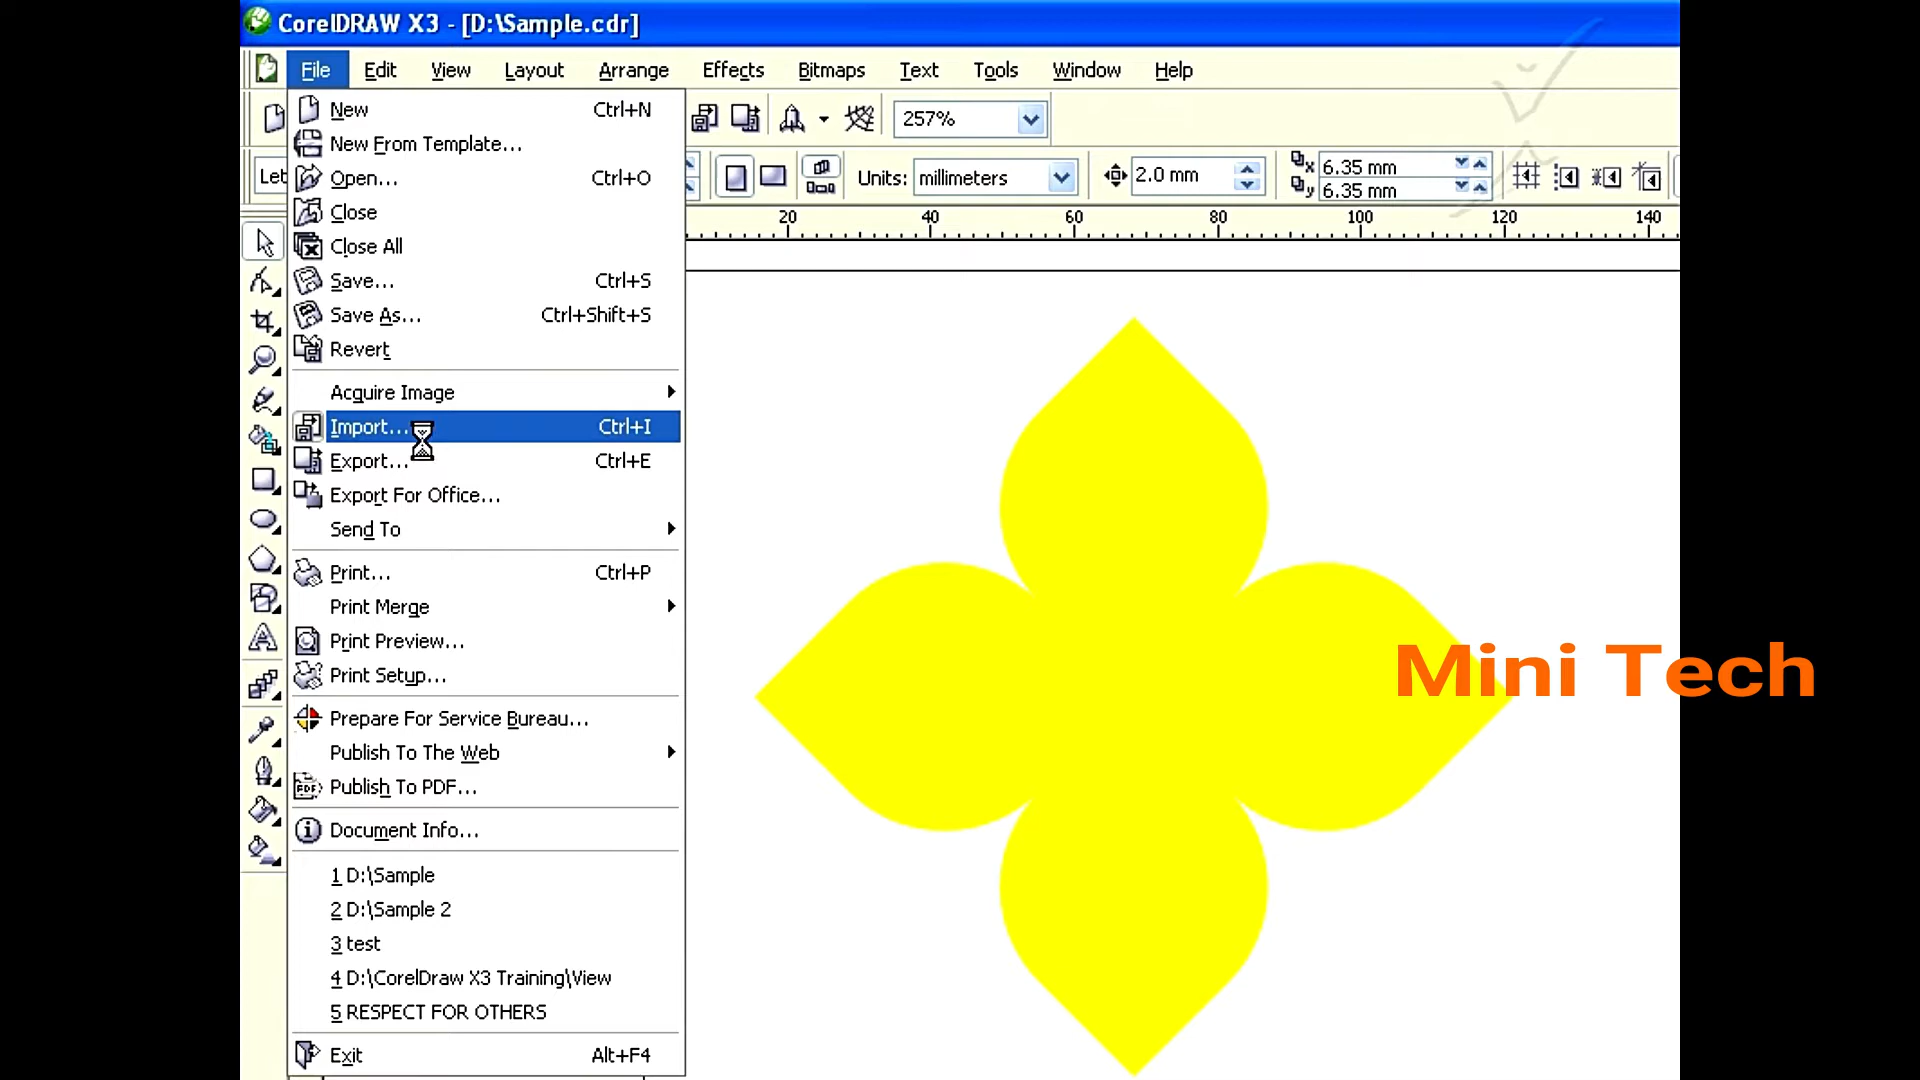 CorelDRAW X3 - [D:\Sample.cdr]
File Edit View Layout Arrange Effects Bitmaps Text Tools Window Help
257%
Let
Units: millimeters
2.0 mm
6.35 mm
6.35 mm
20 40 60 80 100 120 140
New Ctrl+N
New From Template...
Open... Ctrl+O
Close
Close All
Save... Ctrl+S
Save As... Ctrl+Shift+S
Revert
Acquire Image
Import... Ctrl+I
Export... Ctrl+E
Export For Office...
Send To
Print... Ctrl+P
Print Merge
Print Preview...
Print Setup...
Prepare For Service Bureau...
Publish To The Web
PDF
Publish To PDF...
Document Info...
1 D:\Sample
2 D:\Sample 2
3 test
4 D:\CorelDraw X3 Training\View
5 RESPECT FOR OTHERS
Exit Alt+F4
Mini Tech